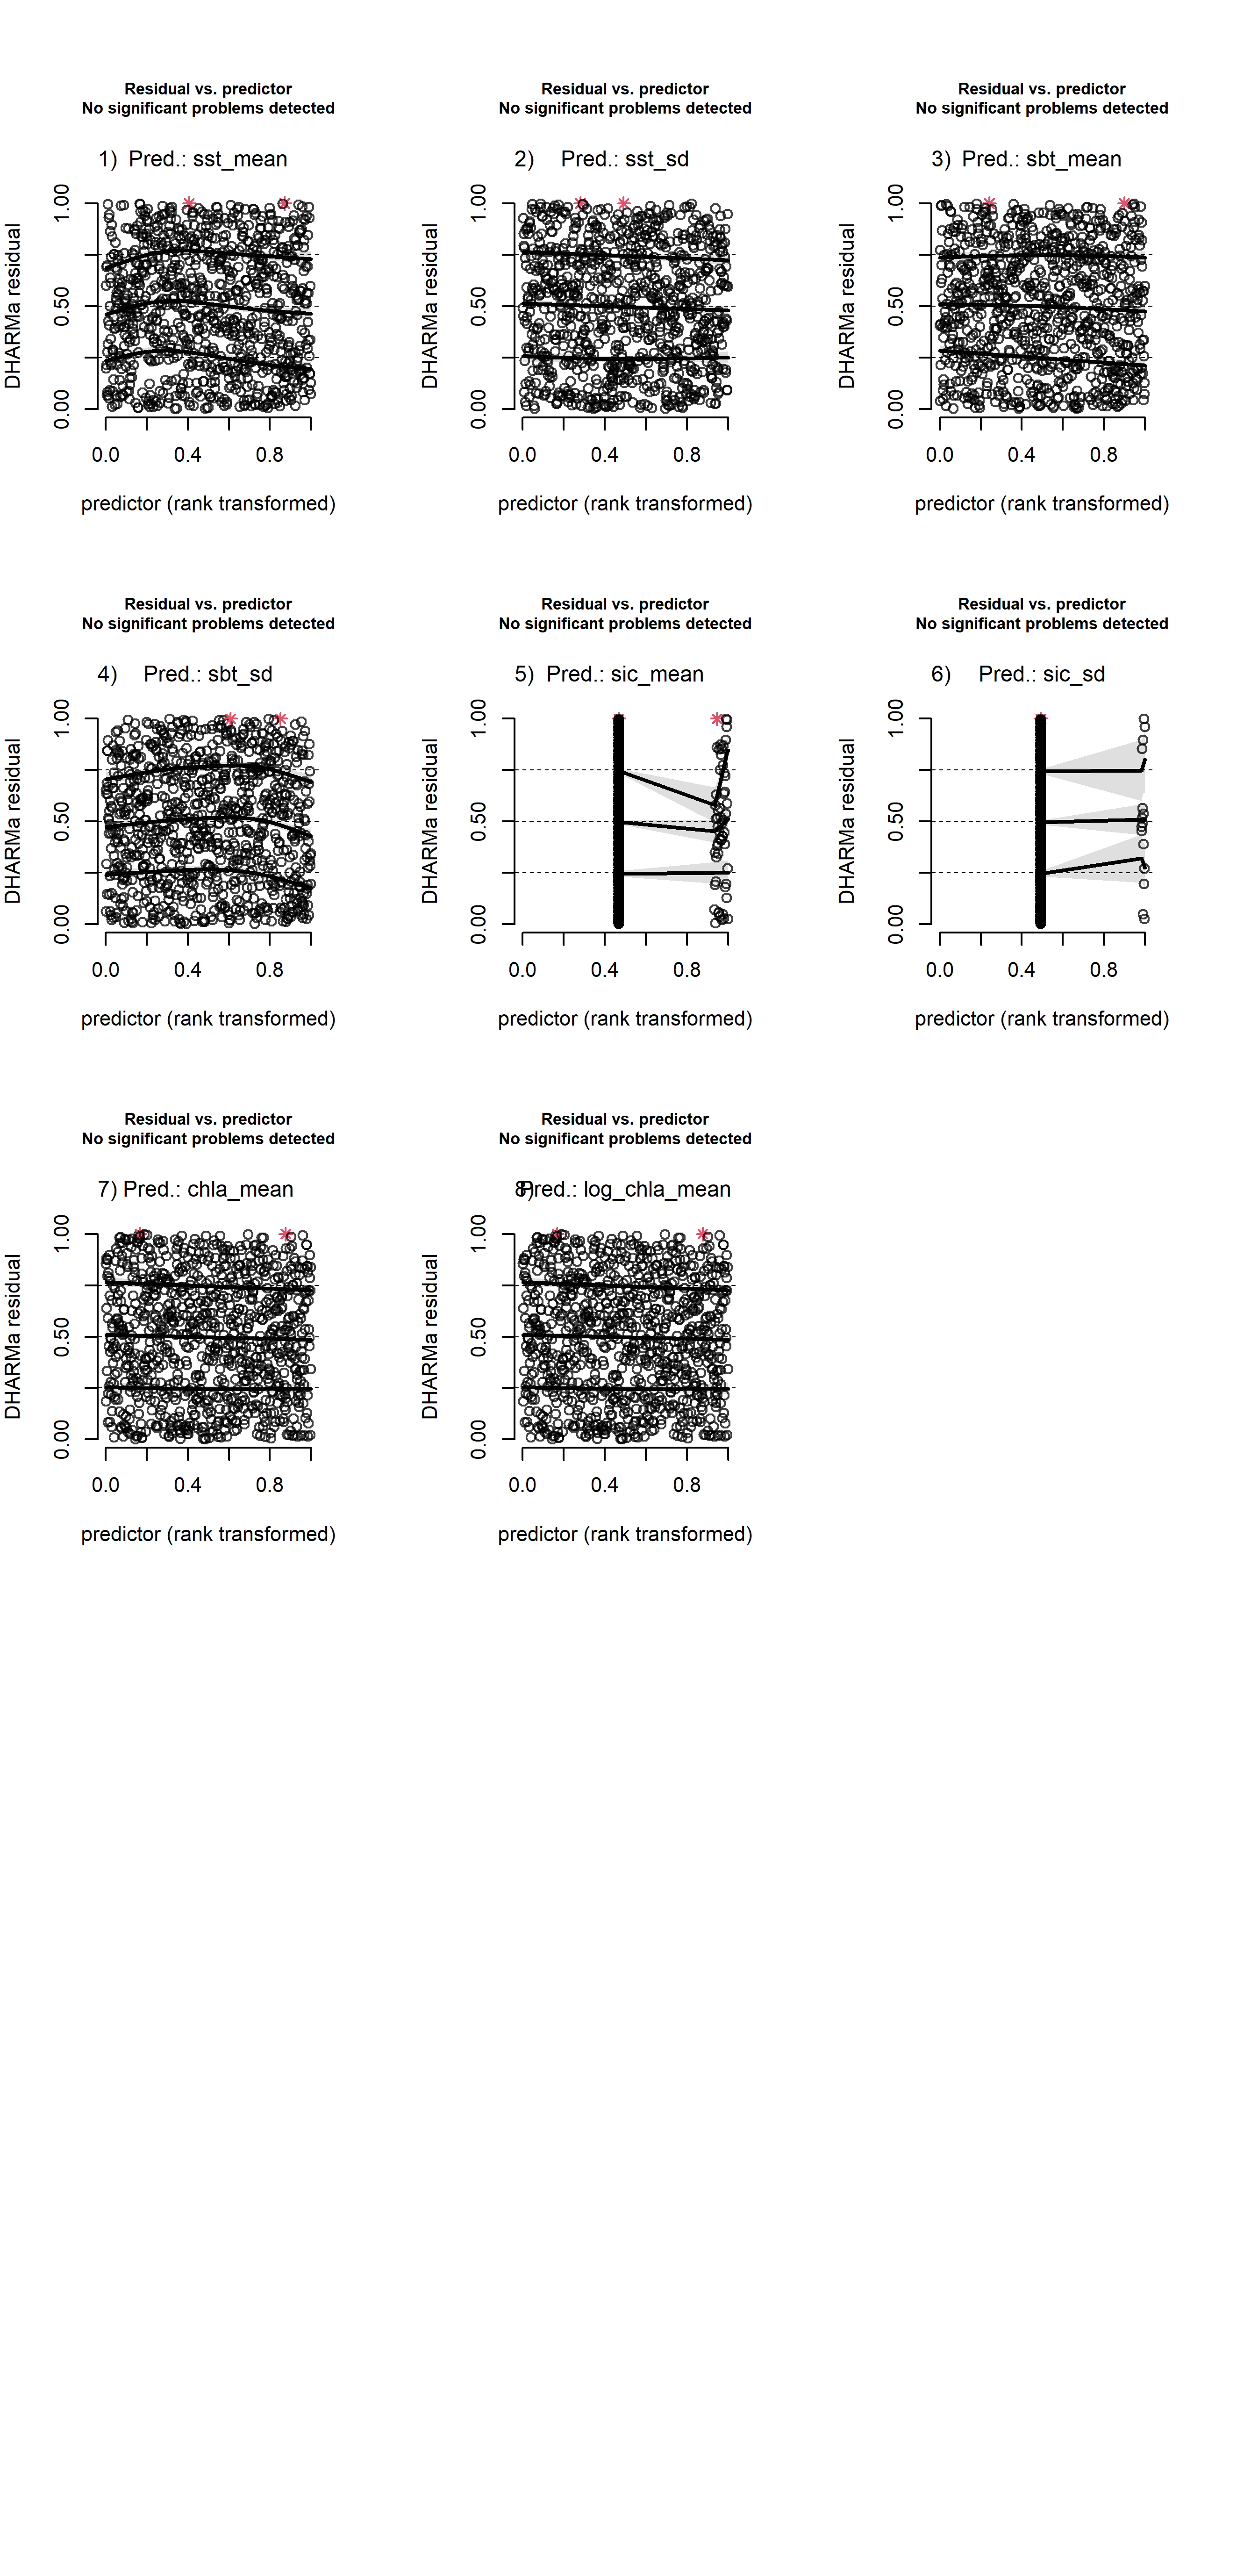 Residual vs. predictor
No significant problems detected
1) Pred.: sst_mean
DHARMa residual
1.00
0.50
0.00
0.0 0.4 0.8
predictor (rank transformed)
Residual vs. predictor
No significant problems detected
2) Pred.: sst_sd
DHARMa residual
1.00
0.50
0.00
0.0 0.4 0.8
predictor (rank transformed)
Residual vs. predictor
No significant problems detected
3) Pred.: sbt_mean
DHARMa residual
1.00
0.50
0.00
0.0 0.4 0.8
predictor (rank transformed)
Residual vs. predictor
No significant problems detected
4) Pred.: sbt_sd
DHARMa residual
1.00
0.50
0.00
0.0 0.4 0.8
predictor (rank transformed)
Residual vs. predictor
No significant problems detected
5) Pred.: sic_mean
DHARMa residual
1.00
0.50
0.00
0.0 0.4 0.8
predictor (rank transformed)
Residual vs. predictor
No significant problems detected
6) Pred.: sic_sd
DHARMa residual
1.00
0.50
0.00
0.0 0.4 0.8
predictor (rank transformed)
Residual vs. predictor
No significant problems detected
7) Pred.: chla_mean
DHARMa residual
1.00
0.50
0.00
0.0 0.4 0.8
predictor (rank transformed)
Residual vs. predictor
No significant problems detected
8) Pred.: log_chla_mean
DHARMa residual
1.00
0.50
0.00
0.0 0.4 0.8
predictor (rank transformed)